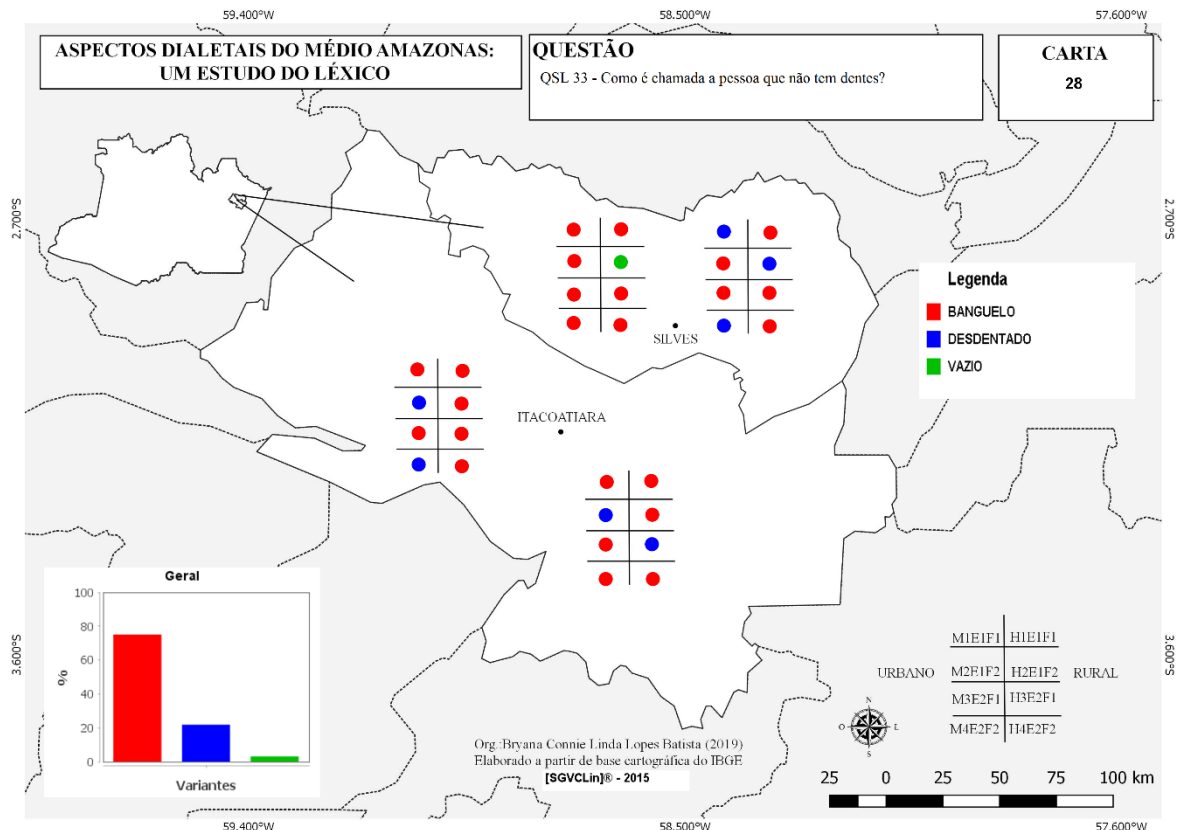 59.400°W
58.500°W
57.600°W
ASPECTOS DIALETAIS DO MÉDIO AMAZONAS:
UM ESTUDO DO LÉXICO
QUESTÃO
QSL 33 - Como é chamada a pessoa que não tem dentes?
CARTA
28
2.700°S
2.700°S
Legenda
BANGUELO
DESDENTADO
VAZIO
SILVES
ITACOATIARA
Geral
100
80
60
40
20
0
%
Variantes
3.600°S
3.600°S
URBANO
RURAL
M1E1F1 H1E1F1
M2E1F2 H2E1F2
M3E2F1 H3E2F1
M4E2F2 H4E2F2
N
O L
S
Org.:Bryana Connie Linda Lopes Batista (2019)
Elaborado a partir de base cartográfica do IBGE
[SGVCLin]® - 2015
25 0 25 50 75 100 km
59.400°W
58.500°W
57.600°W